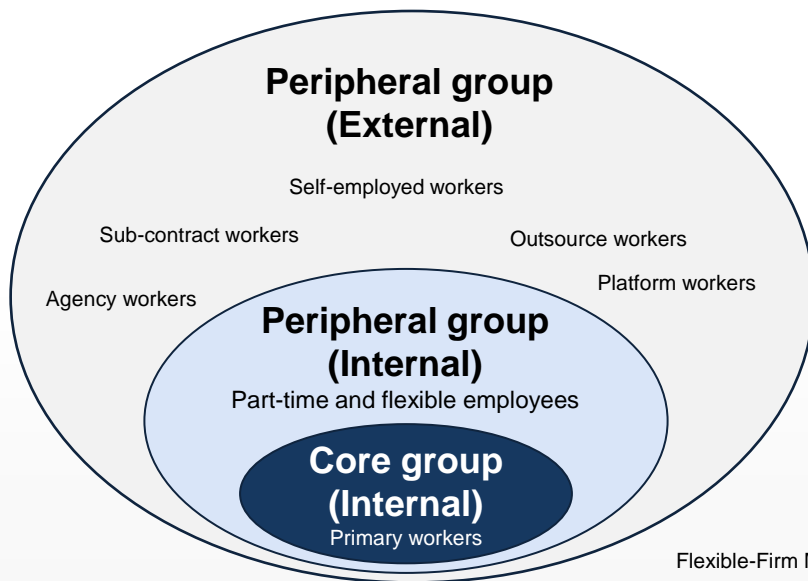 Peripheral group
(External)
Self-employed workers
Sub-contract workers
Outsource workers
Agency workers
Platform workers
Peripheral group
(Internal)
Part-time and flexible employees
Core group
(Internal)
Primary workers
Flexible-Firm